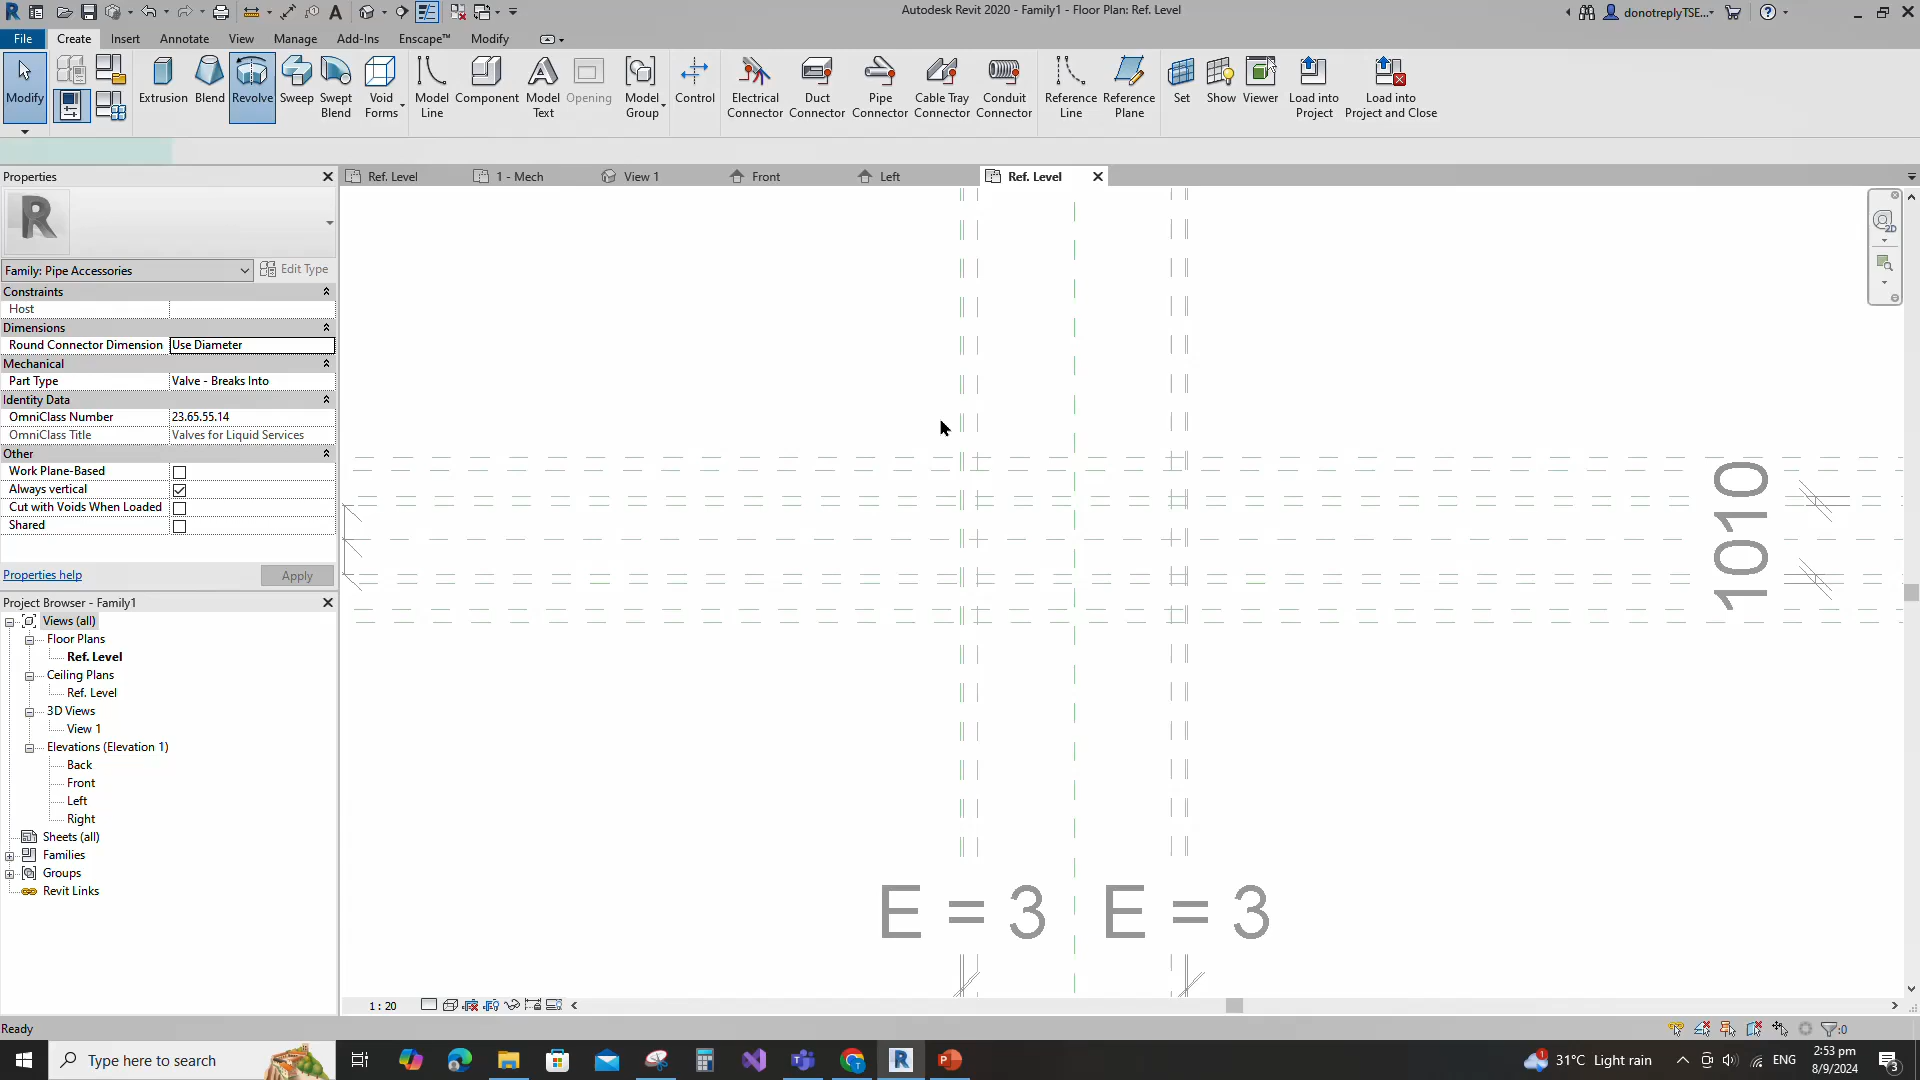 Autodesk Revit 2020 - Family1 - Floor Plan: Ref. Level
donotreplyTSE...
File Create Insert Annotate View Manage Add-Ins Enscape™ Modify
Modify
Extrusion
Blend
Revolve
Sweep
Swept Blend
Void Forms
Model Line
Component
Model Text
Opening
Model Group
Control
Electrical Connector
Duct Connector
Pipe Connector
Cable Tray Connector
Conduit Connector
Reference Line
Reference Plane
Set
Show
Viewer
Load into Project
Load into Project and Close
Properties
Ref. Level
1 - Mech
View 1
Front
Left
Ref. Level
Family: Pipe Accessories
Edit Type
Constraints
Host
Dimensions
Round Connector Dimension Use Diameter
Mechanical
Part Type Valve - Breaks Into
Identity Data
OmniClass Number 23.65.55.14
OmniClass Title Valves for Liquid Services
Other
Work Plane-Based
Always vertical
Cut with Voids When Loaded
Shared
Properties help
Apply
Project Browser - Family1
Views (all)
Floor Plans
Ref. Level
Ceiling Plans
Ref. Level
3D Views
View 1
Elevations (Elevation 1)
Back
Front
Left
Right
Sheets (all)
Families
Groups
Revit Links
2D
1010
E = 3 E = 3
1 : 20
Ready
:0
Type here to search
31°C Light rain
ENG
2:53 pm
8/9/2024
3